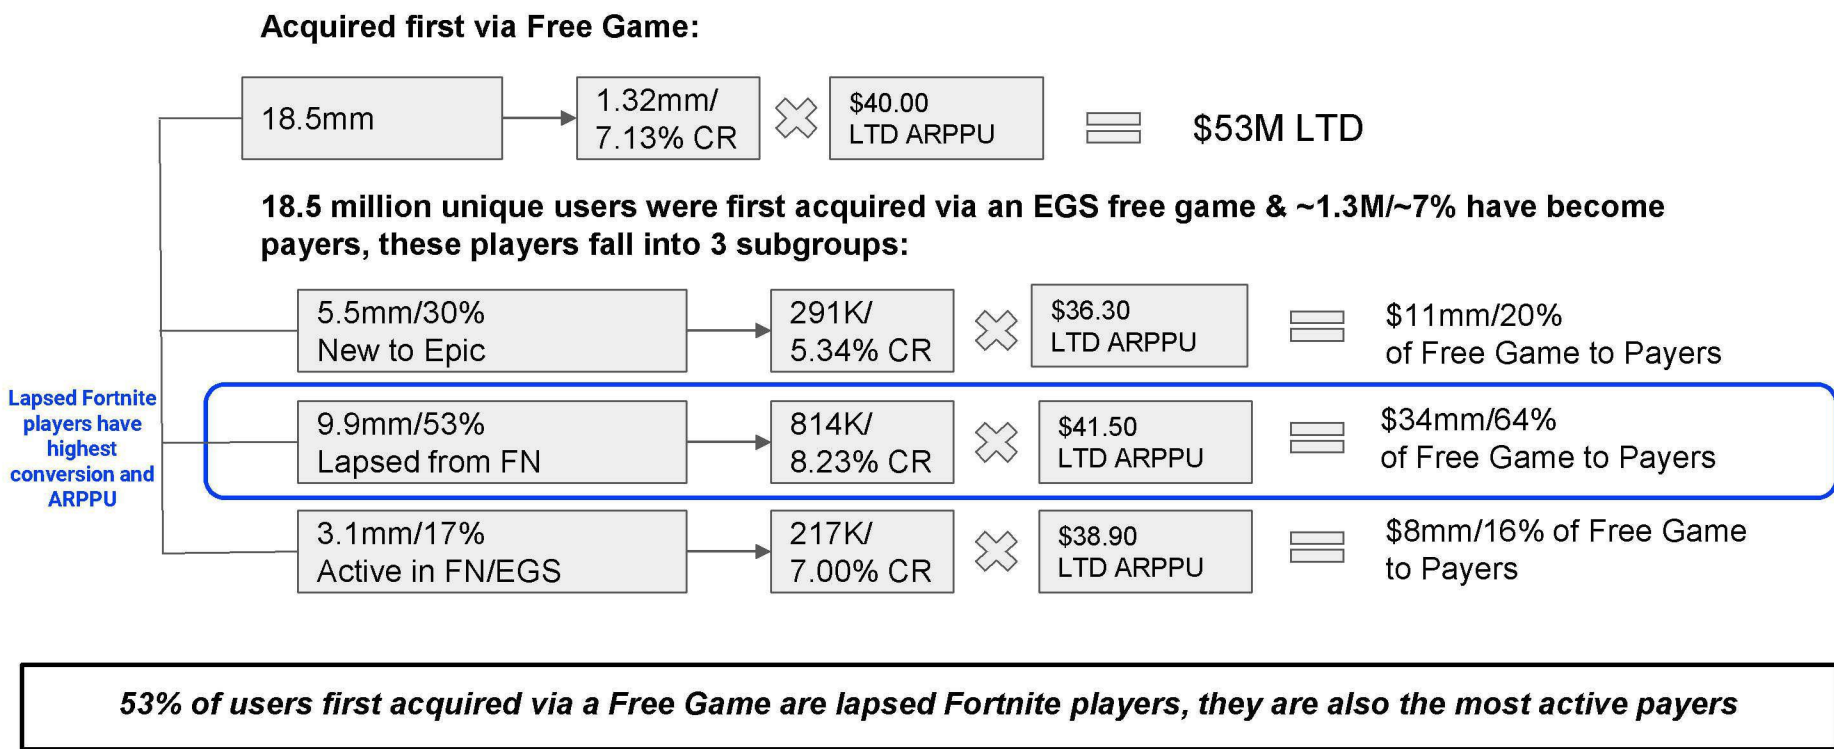 Acquired first via Free Game:
18.5mm
1.32mm/
7.13% CR
$40.00
LTD ARPPU
$53M LTD
18.5 million unique users were first acquired via an EGS free game & ~1.3M/~7% have become
payers, these players fall into 3 subgroups:
5.5mm/30%
New to Epic
291K/
5.34% CR
$36.30
LTD ARPPU
$11mm/20%
of Free Game to Payers
Lapsed Fortnite
players have
highest
conversion and
ARPPU
9.9mm/53%
Lapsed from FN
814K/
8.23% CR
$41.50
LTD ARPPU
$34mm/64%
of Free Game to Payers
3.1mm/17%
Active in FN/EGS
217K/
7.00% CR
$38.90
LTD ARPPU
$8mm/16% of Free Game
to Payers
53% of users first acquired via a Free Game are lapsed Fortnite players, they are also the most active payers